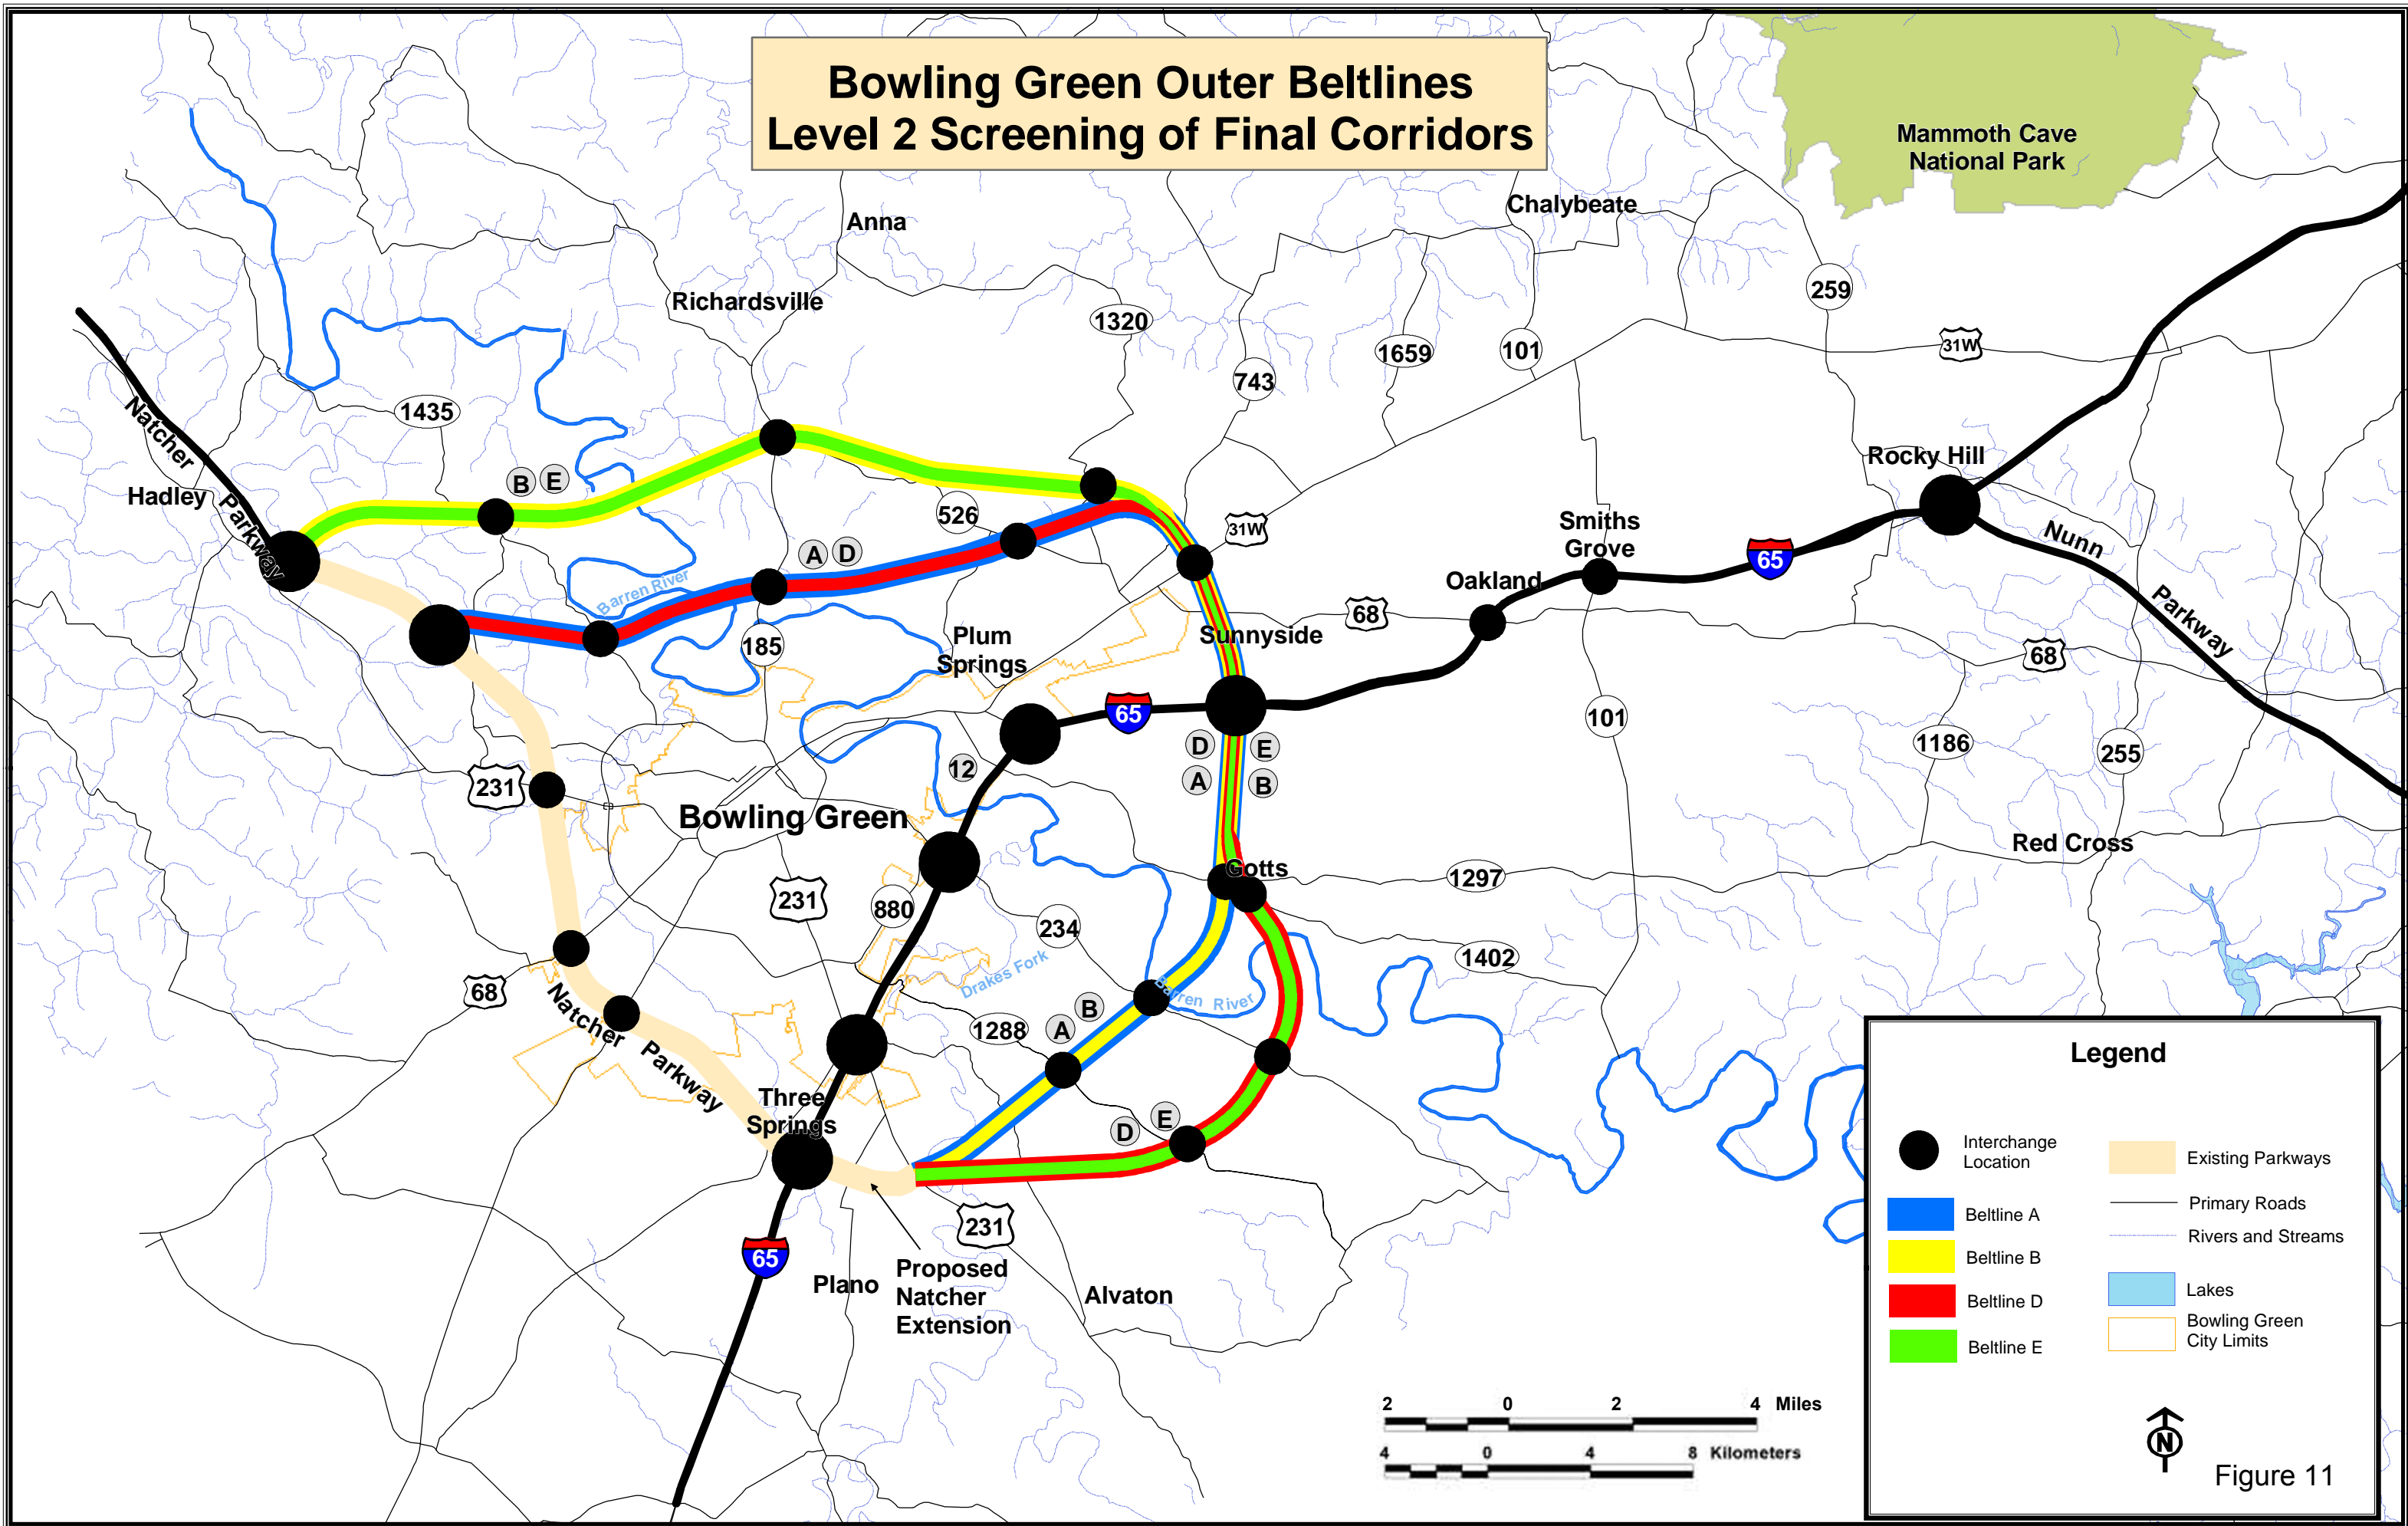 Bowling Green Outer Beltlines
Level 2 Screening of Final Corridors
Mammoth Cave
National Park
Chalybeate
Anna
259
Richardsville
1320
31W
1659
101
743
Natcher
1435
Rocky Hill
B E
Hadley
Parkway
526
31W
Smiths
Grove
Nunn
A D
65
Oakland
Barren River
Parkway
68
Plum
Springs
Sunnyside
185
68
65
101
D E
1186
255
12
A B
231
Bowling Green
Red Cross
Gotts
1297
231
880
234
1402
Drakes Fork
68
Barren River
Natcher
B
A
1288
Parkway
Three
Springs
E
D
231
65
Plano
Proposed
Natcher
Extension
Alvaton
Legend
Interchange
Location
Existing Parkways
Beltline A
Primary Roads
Rivers and Streams
Beltline B
Beltline D
Lakes
Beltline E
Bowling Green
City Limits
2 0 2 4 Miles
4 0 4 8 Kilometers
N
Figure 11